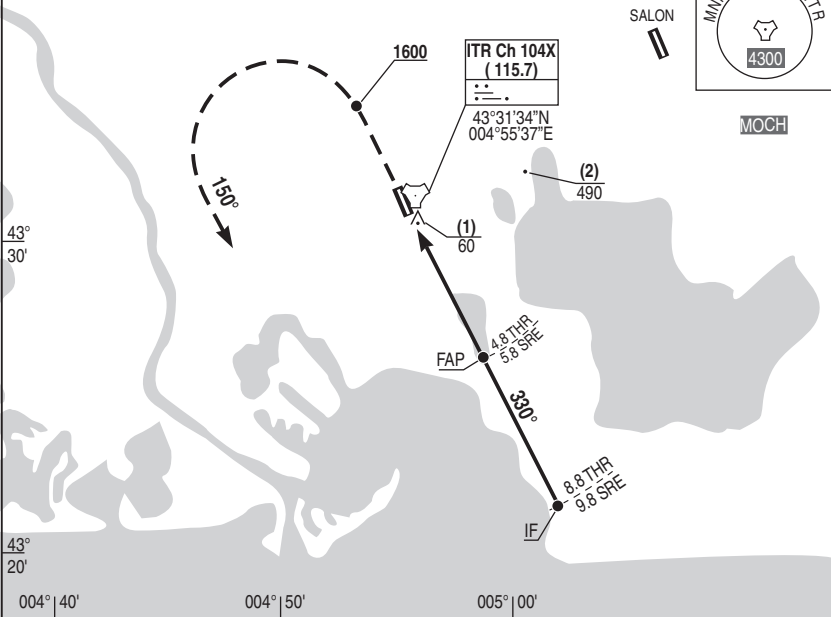 SALON
4300
MOCH
1600
ITR Ch 104X
( 115.7)
43°31'34"N
004°55'37"E
(2)
490
150°
(1)
60
43°
30'
FAP
4.8 THR
5.8 SRE
330°
8.8 THR
9.8 SRE
IF
43°
20'
004° 40'
004° 50'
005° 00'